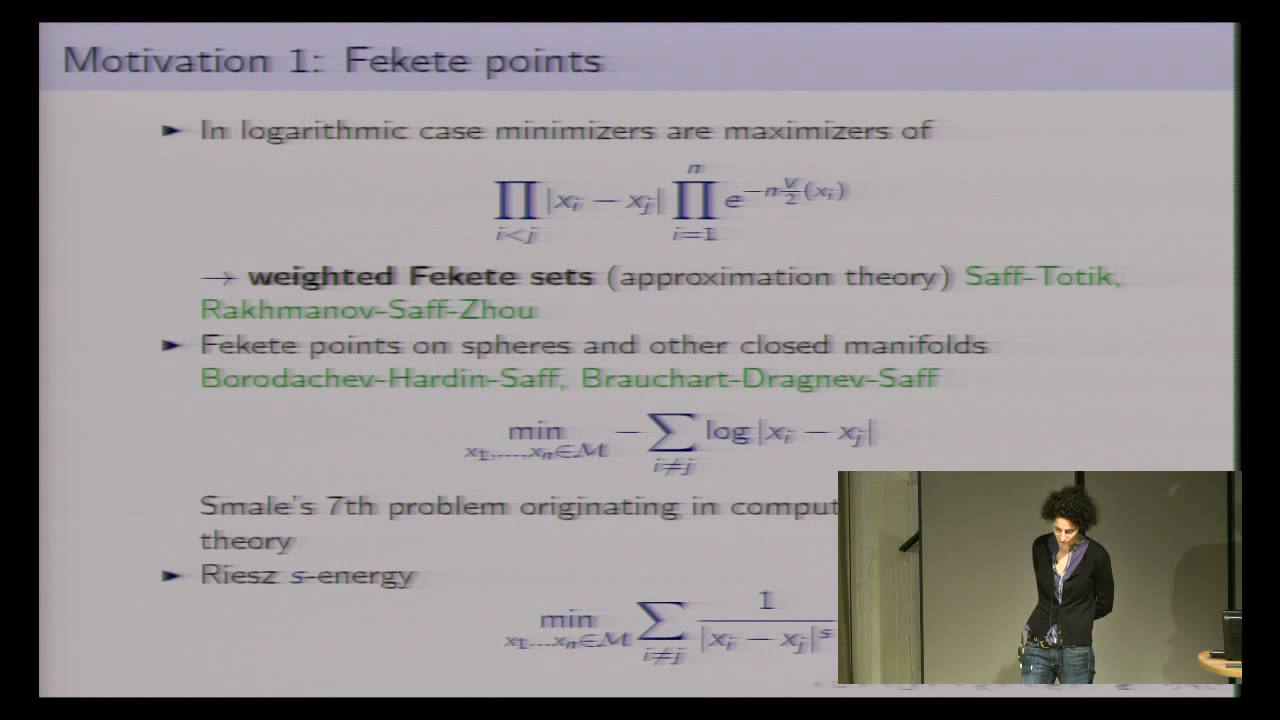 Motivation 1: Fekete points
► In logarithmic case minimizers are maximizers of
∏_{i<j} |x_i − x_j| ∏_{i=1}^{n} e^{−n\frac{V}{2}(x_i)}
→ weighted Fekete sets (approximation theory) Saff-Totik,
Rakhmanov-Saff-Zhou
► Fekete points on spheres and other closed manifolds
Borodachev-Hardin-Saff, Brauchart-Dragnev-Saff
min_{x_1,...,x_n∈M} − ∑_{i≠j} log |x_i − x_j|
Smale's 7th problem originating in comput
theory
► Riesz s-energy
min_{x_1...x_n∈M} ∑_{i≠j} \frac{1}{|x_i − x_j|^s}